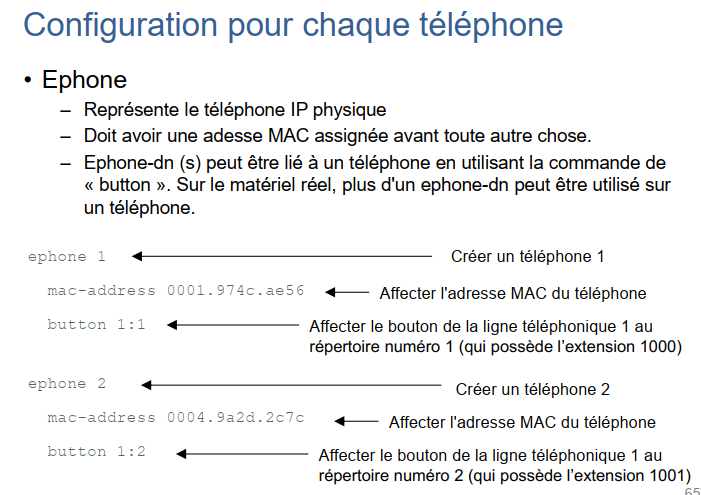 Configuration pour chaque téléphone
• Ephone
– Représente le téléphone IP physique
– Doit avoir une adesse MAC assignée avant toute autre chose.
– Ephone-dn (s) peut être lié à un téléphone en utilisant la commande de
« button ». Sur le matériel réel, plus d'un ephone-dn peut être utilisé sur
un téléphone.
ephone 1
Créer un téléphone 1
mac-address 0001.974c.ae56
Affecter l'adresse MAC du téléphone
button 1:1
Affecter le bouton de la ligne téléphonique 1 au
répertoire numéro 1 (qui possède l'extension 1000)
ephone 2
Créer un téléphone 2
mac-address 0004.9a2d.2c7c
Affecter l'adresse MAC du téléphone
button 1:2
Affecter le bouton de la ligne téléphonique 1 au
répertoire numéro 2 (qui possède l'extension 1001)
65